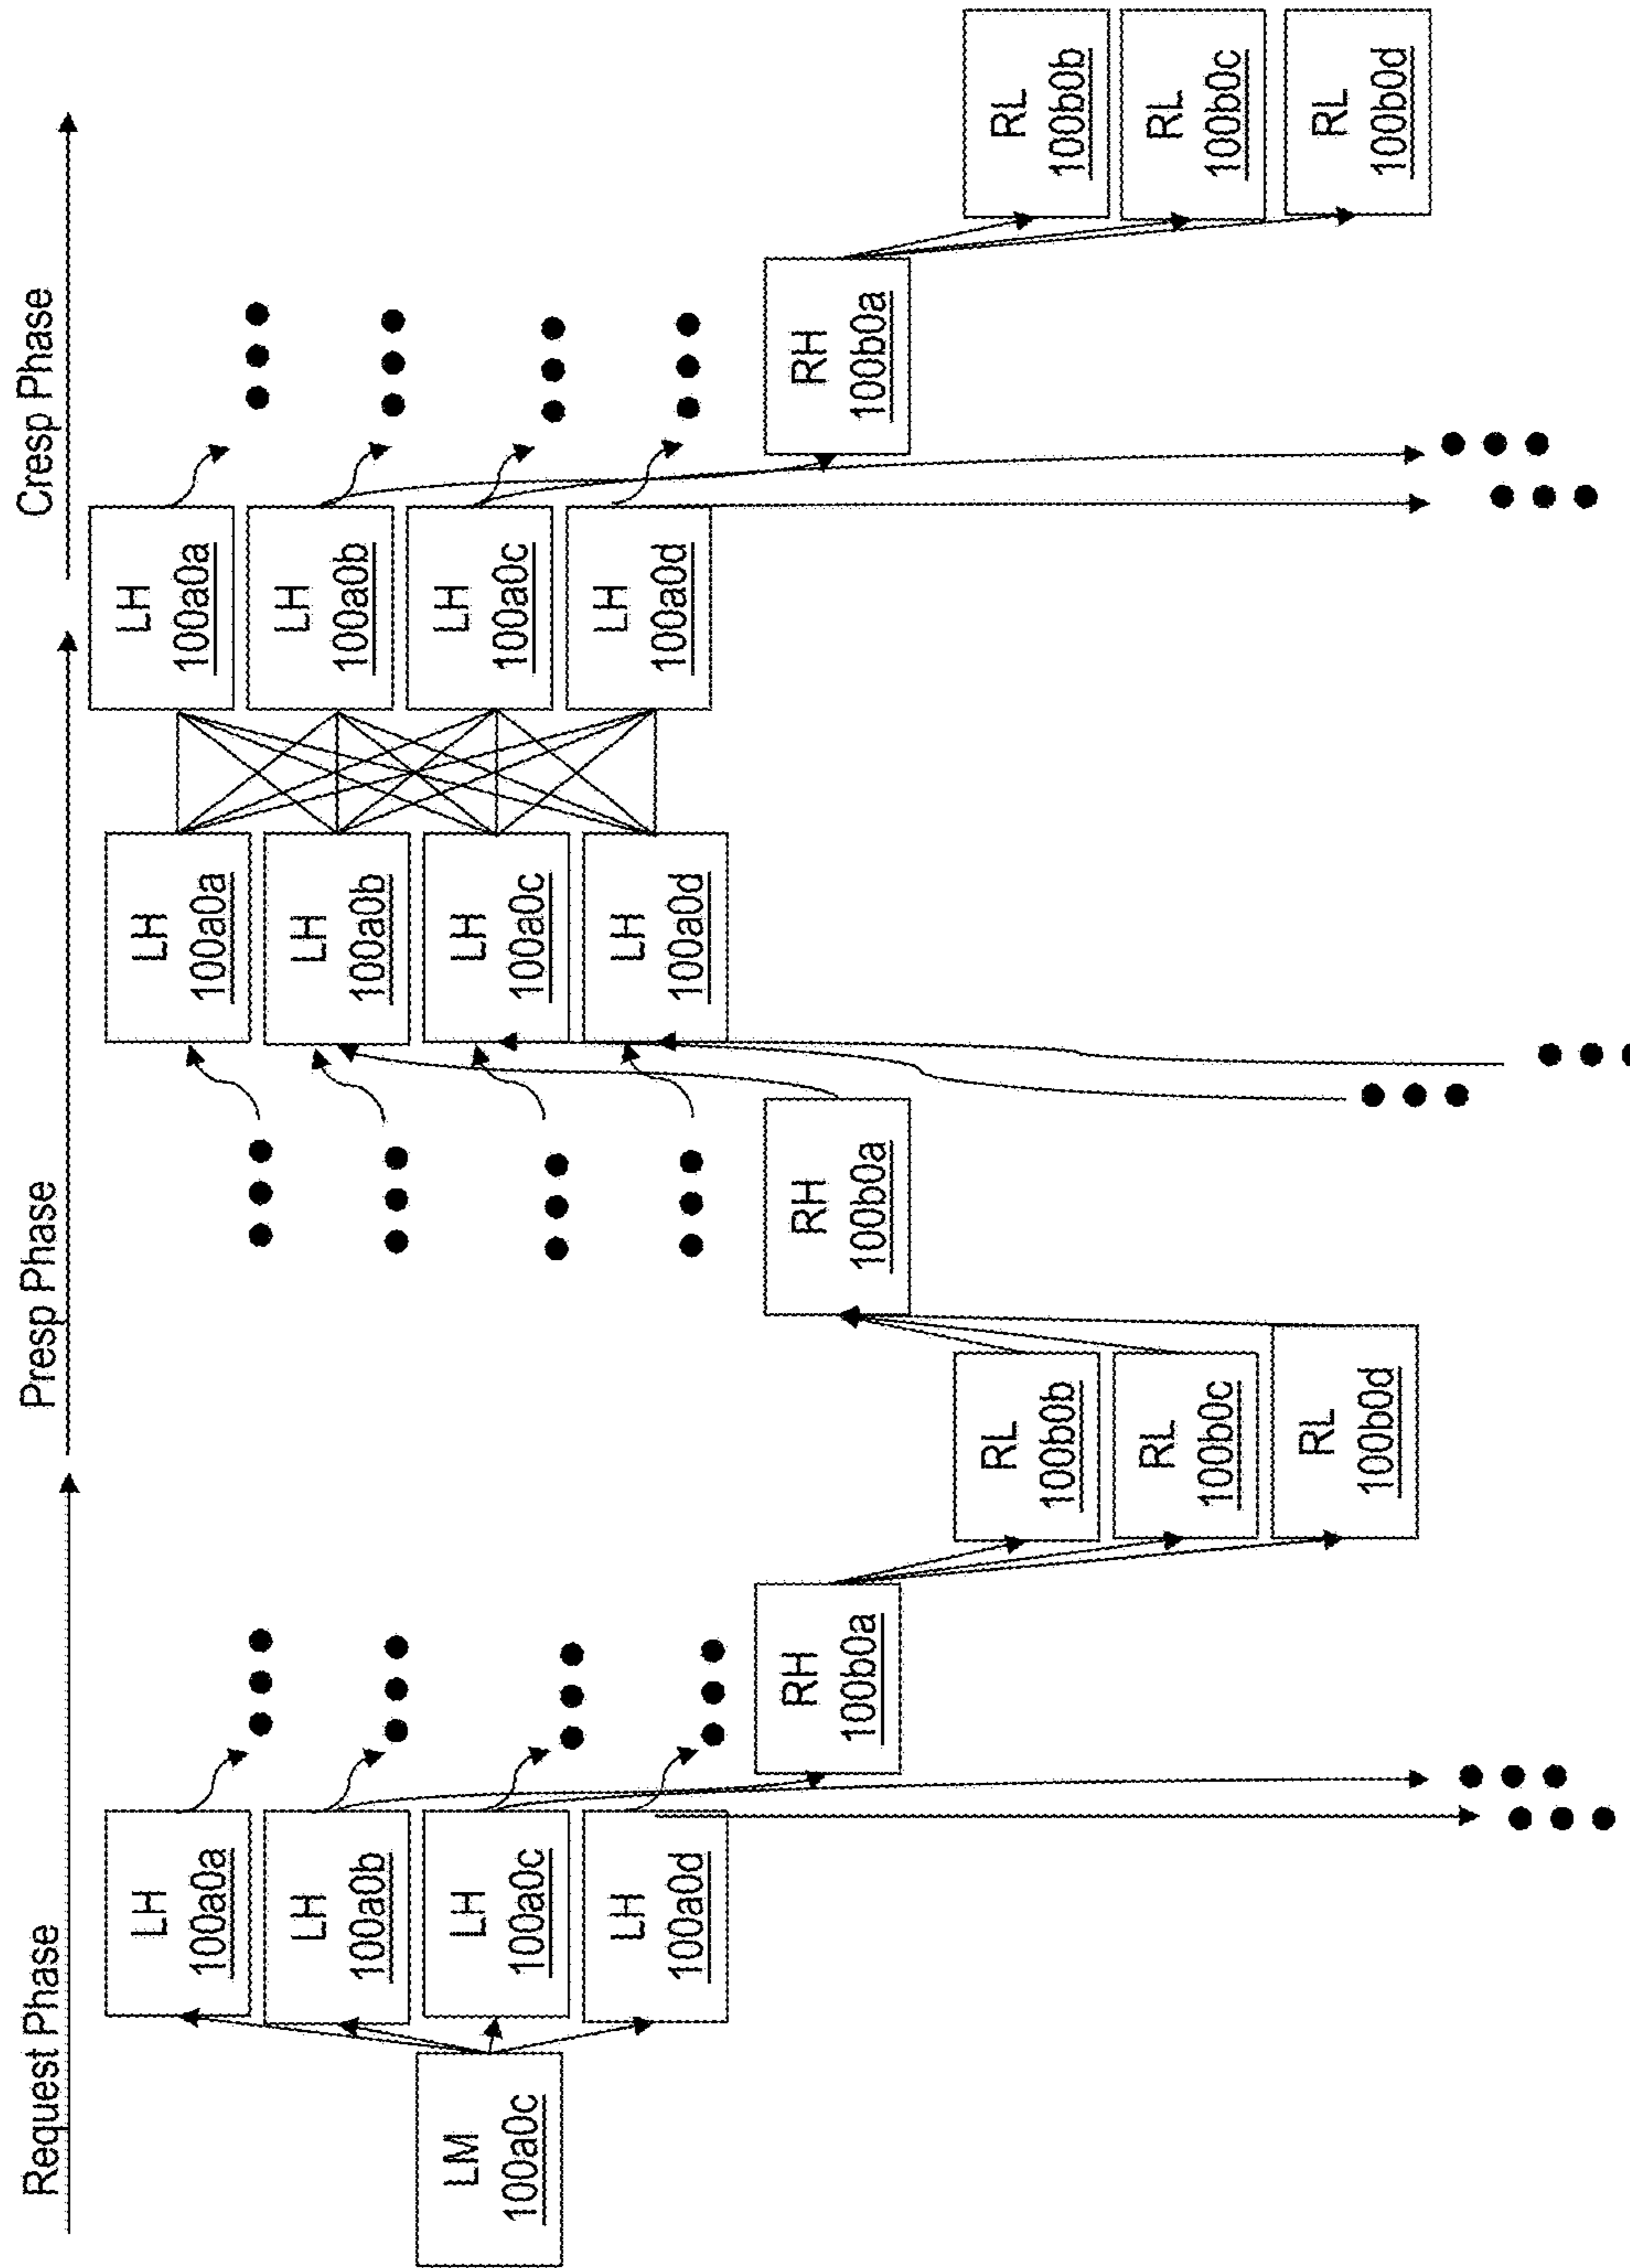 Request Phase
Presp Phase
Cresp Phase
LM
100a0c
LH
100a0a
LH
100a0b
LH
100a0c
LH
100a0d
RH
100b0a
RL
100b0b
RL
100b0c
RL
100b0d
RH
100b0a
LH
100a0a
LH
100a0b
LH
100a0c
LH
100a0d
LH
100a0a
LH
100a0b
LH
100a0c
LH
100a0d
RH
100b0a
RL
100b0b
RL
100b0c
RL
100b0d